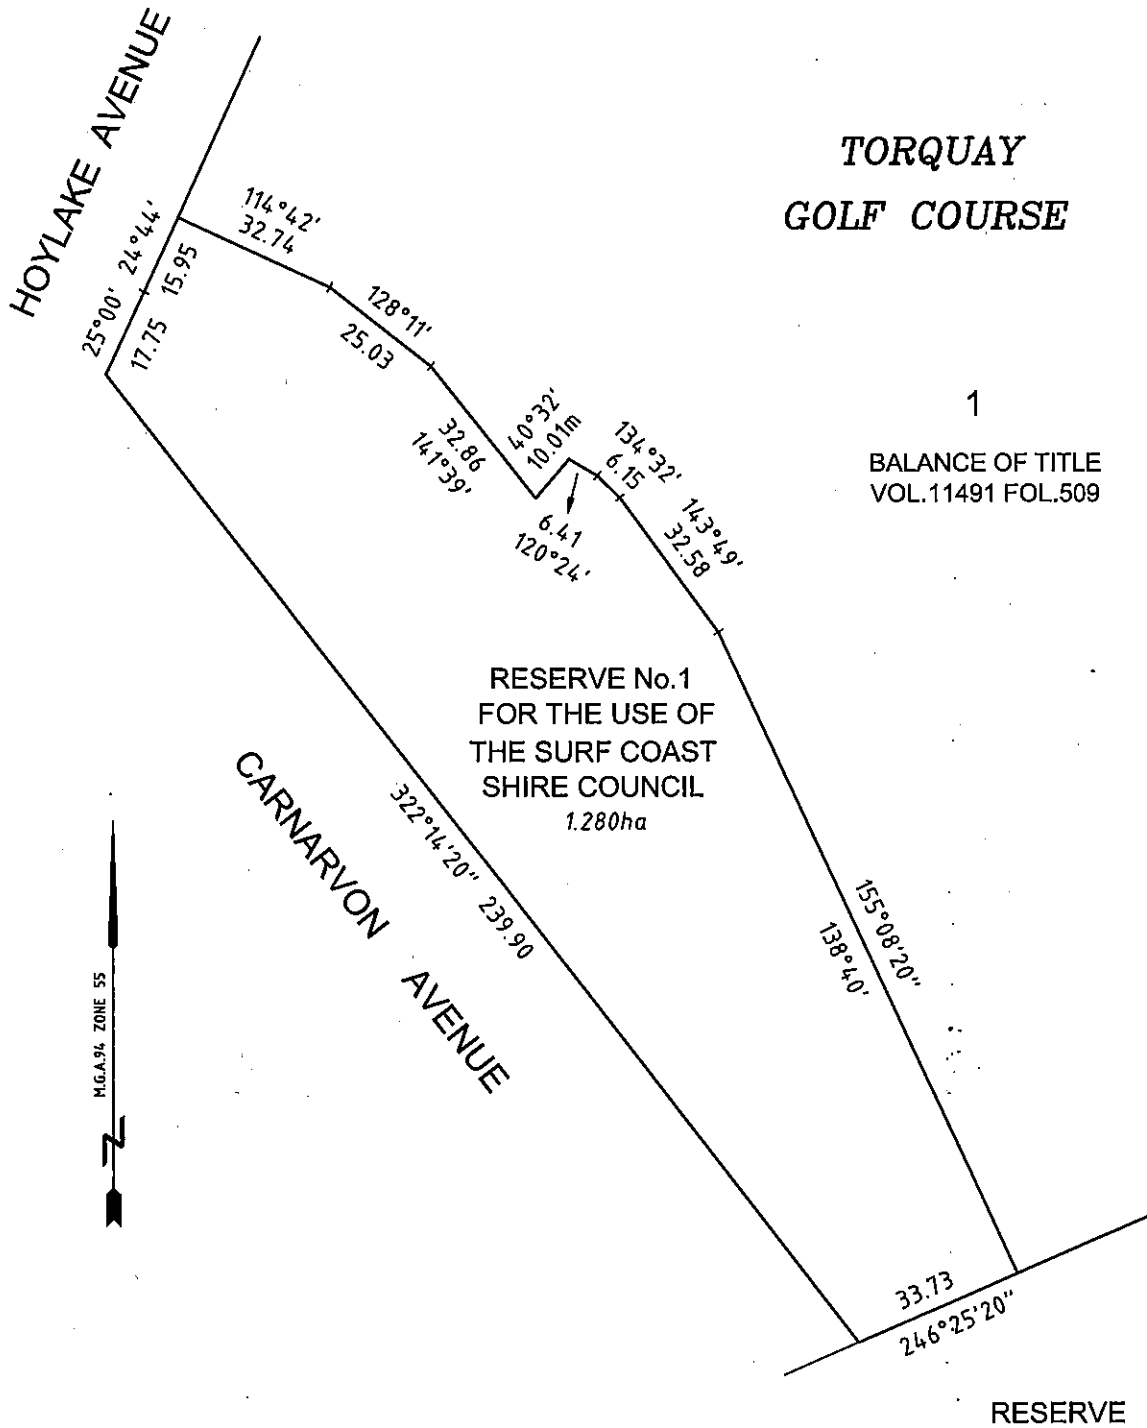 HOYLAKE AVENUE
TORQUAY
GOLF COURSE
114°42'
32.74
24°44'
15.95
25°00'
17.75
128°11'
25.03
32.86
141°39'
40°32'
10.01m
134°32'
6.15
6.41
120°24'
143°49'
32.58
1
BALANCE OF TITLE
VOL.11491 FOL.509
RESERVE No.1
FOR THE USE OF
THE SURF COAST
SHIRE COUNCIL
1.280ha
CARNARVON AVENUE
322°14'20" 239.90
155°08'20"
138°40'
M.G.A.94 ZONE 55
33.73
246°25'20"
RESERVE